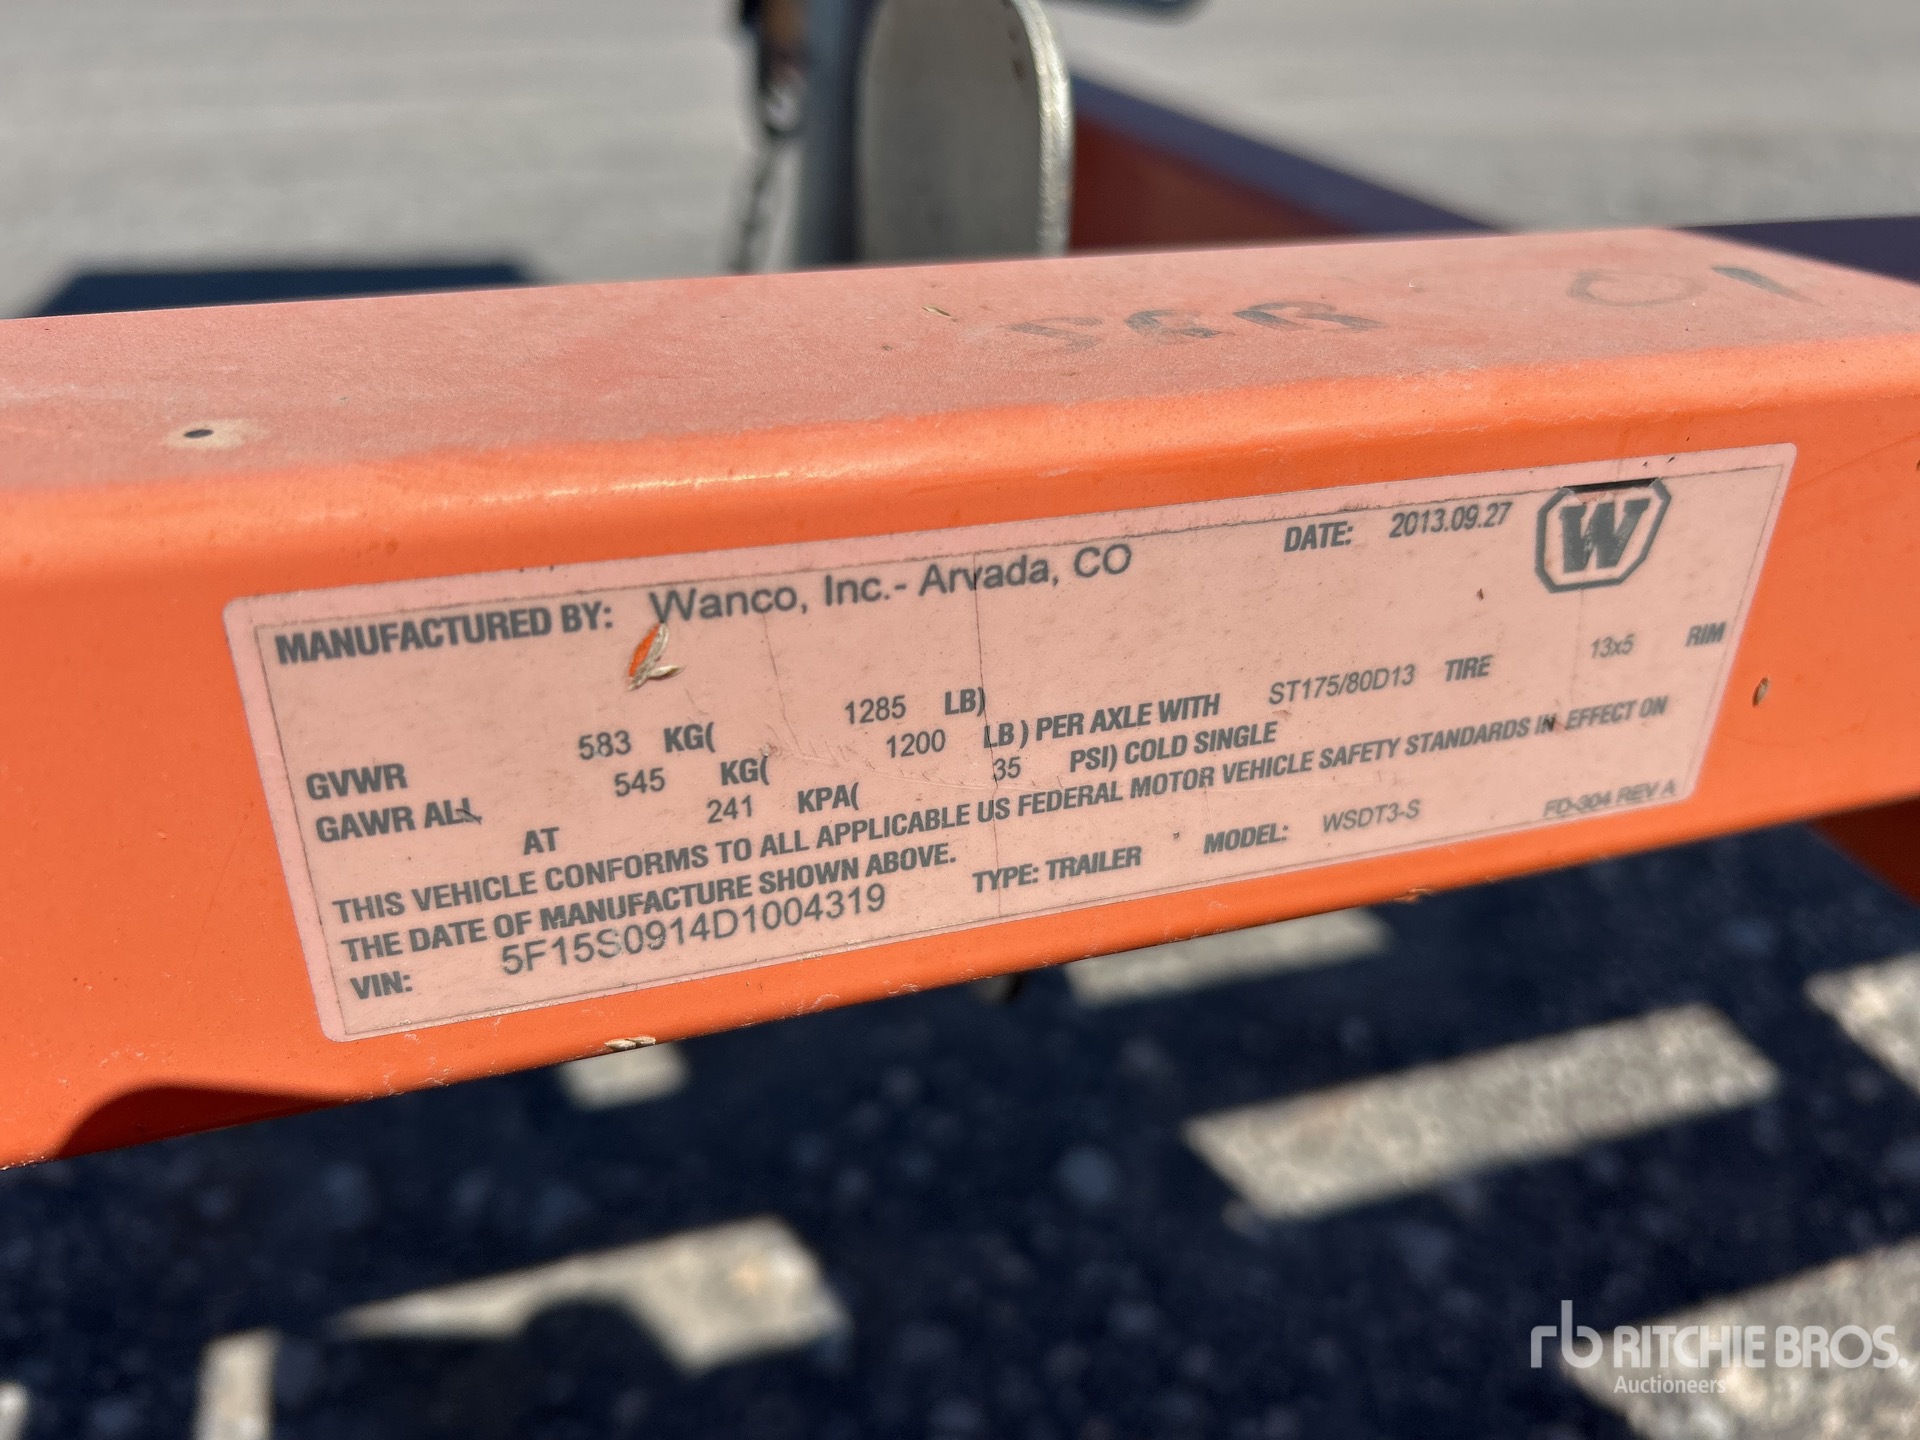 MANUFACTURED BY: Wanco, Inc.- Arvada, CO DATE: 2013.09.27 W
GVWR 583 KG( 1285 LB)
GAWR ALL 545 KG( 1200 LB) PER AXLE WITH ST175/80D13 TIRE 13x5 RIM
AT 241 KPA( 35 PSI) COLD SINGLE
THIS VEHICLE CONFORMS TO ALL APPLICABLE US FEDERAL MOTOR VEHICLE SAFETY STANDARDS IN EFFECT ON
THE DATE OF MANUFACTURE SHOWN ABOVE.
VIN: 5F15S0914D1004319 TYPE: TRAILER MODEL: WSDT3-S FD-304 REV A
rb RITCHIE BROS.
Auctioneers